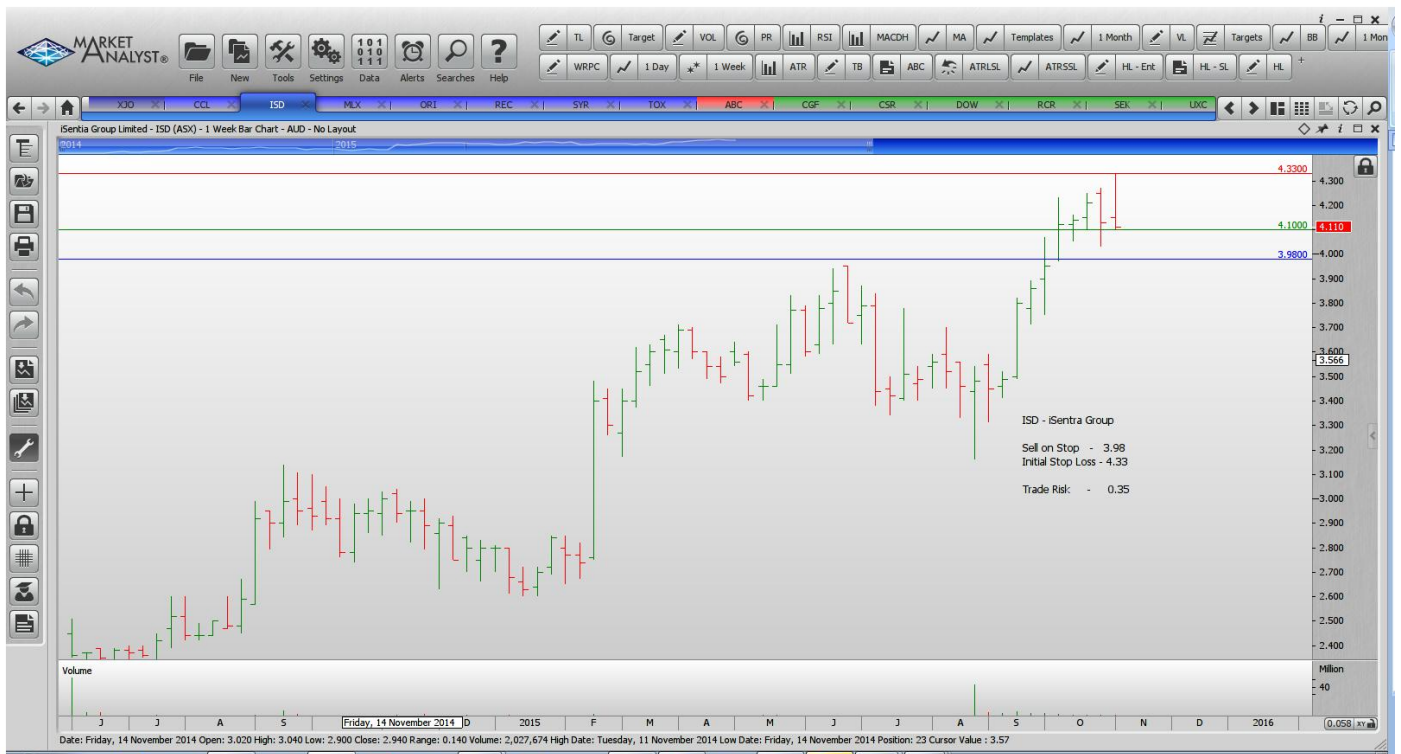 i
MARKET
ANALYST®
File New Tools Settings Data Alerts Searches Help
TL Target VOL PR RSI MACDH MA Templates 1 Month VL Targets BB 1 Mon
WRPC 1 Day 1 Week ATR TB ABC ATRLSL ATRSSL HL - Ent HL - SL HL +
XJO CCL ISD MLX ORI REC SYR TOX ABC CGF CSR DOW RCR SEK UXC
iSentia Group Limited - ISD (ASX) - 1 Week Bar Chart - AUD - No Layout
2014 2015
4.3300
4.300
4.200
4.1000 4.110
3.9800 4.000
3.900
3.800
3.700
3.600
3.566
3.500
3.400
ISD - iSentra Group
3.300
Sell on Stop - 3.98
Initial Stop Loss - 4.33
3.200
3.100
Trade Risk - 0.35
3.000
2.900
2.800
2.700
2.600
2.500
2.400
Volume Million
40
J J A S Friday, 14 November 2014 D 2015 F M A M J J A S O N D 2016 0.058 XY
Date: Friday, 14 November 2014 Open: 3.020 High: 3.040 Low: 2.900 Close: 2.940 Range: 0.140 Volume: 2,027,674 High Date: Tuesday, 11 November 2014 Low Date: Friday, 14 November 2014 Position: 23 Cursor Value : 3.57